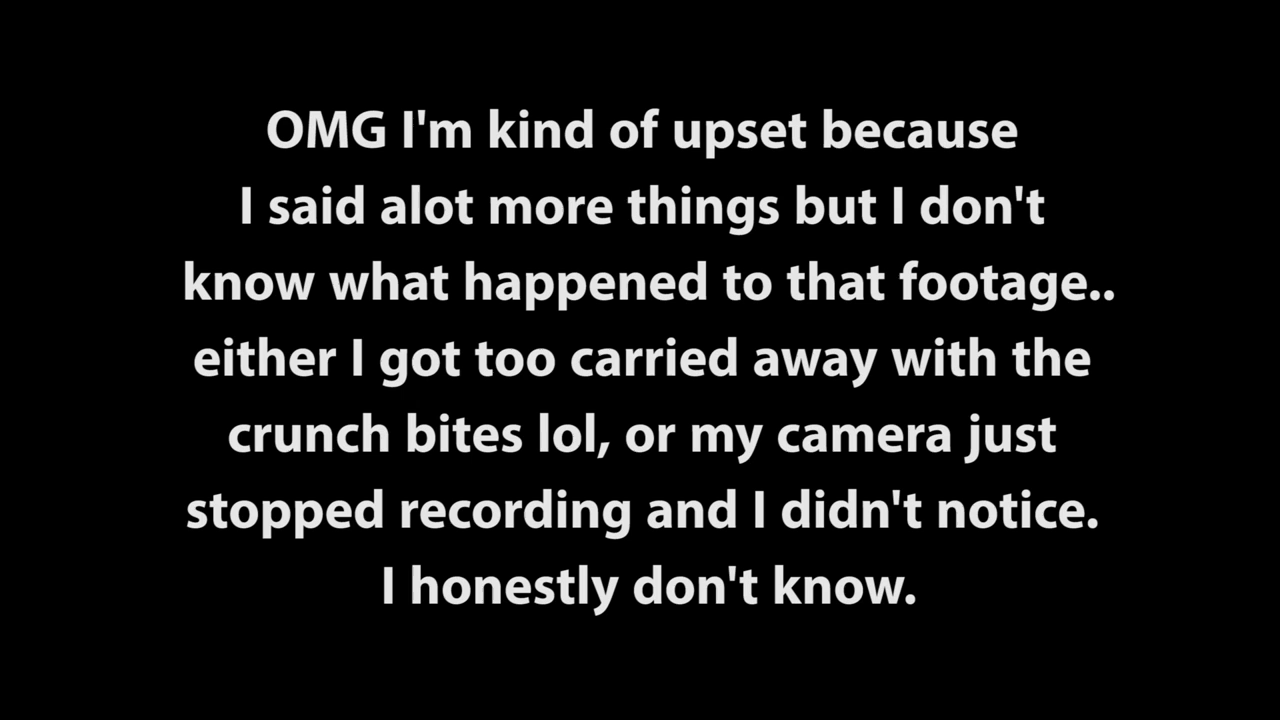 OMG I'm kind of upset because
I said alot more things but I don't
know what happened to that footage..
either I got too carried away with the
crunch bites lol, or my camera just
stopped recording and I didn't notice.
I honestly don't know.